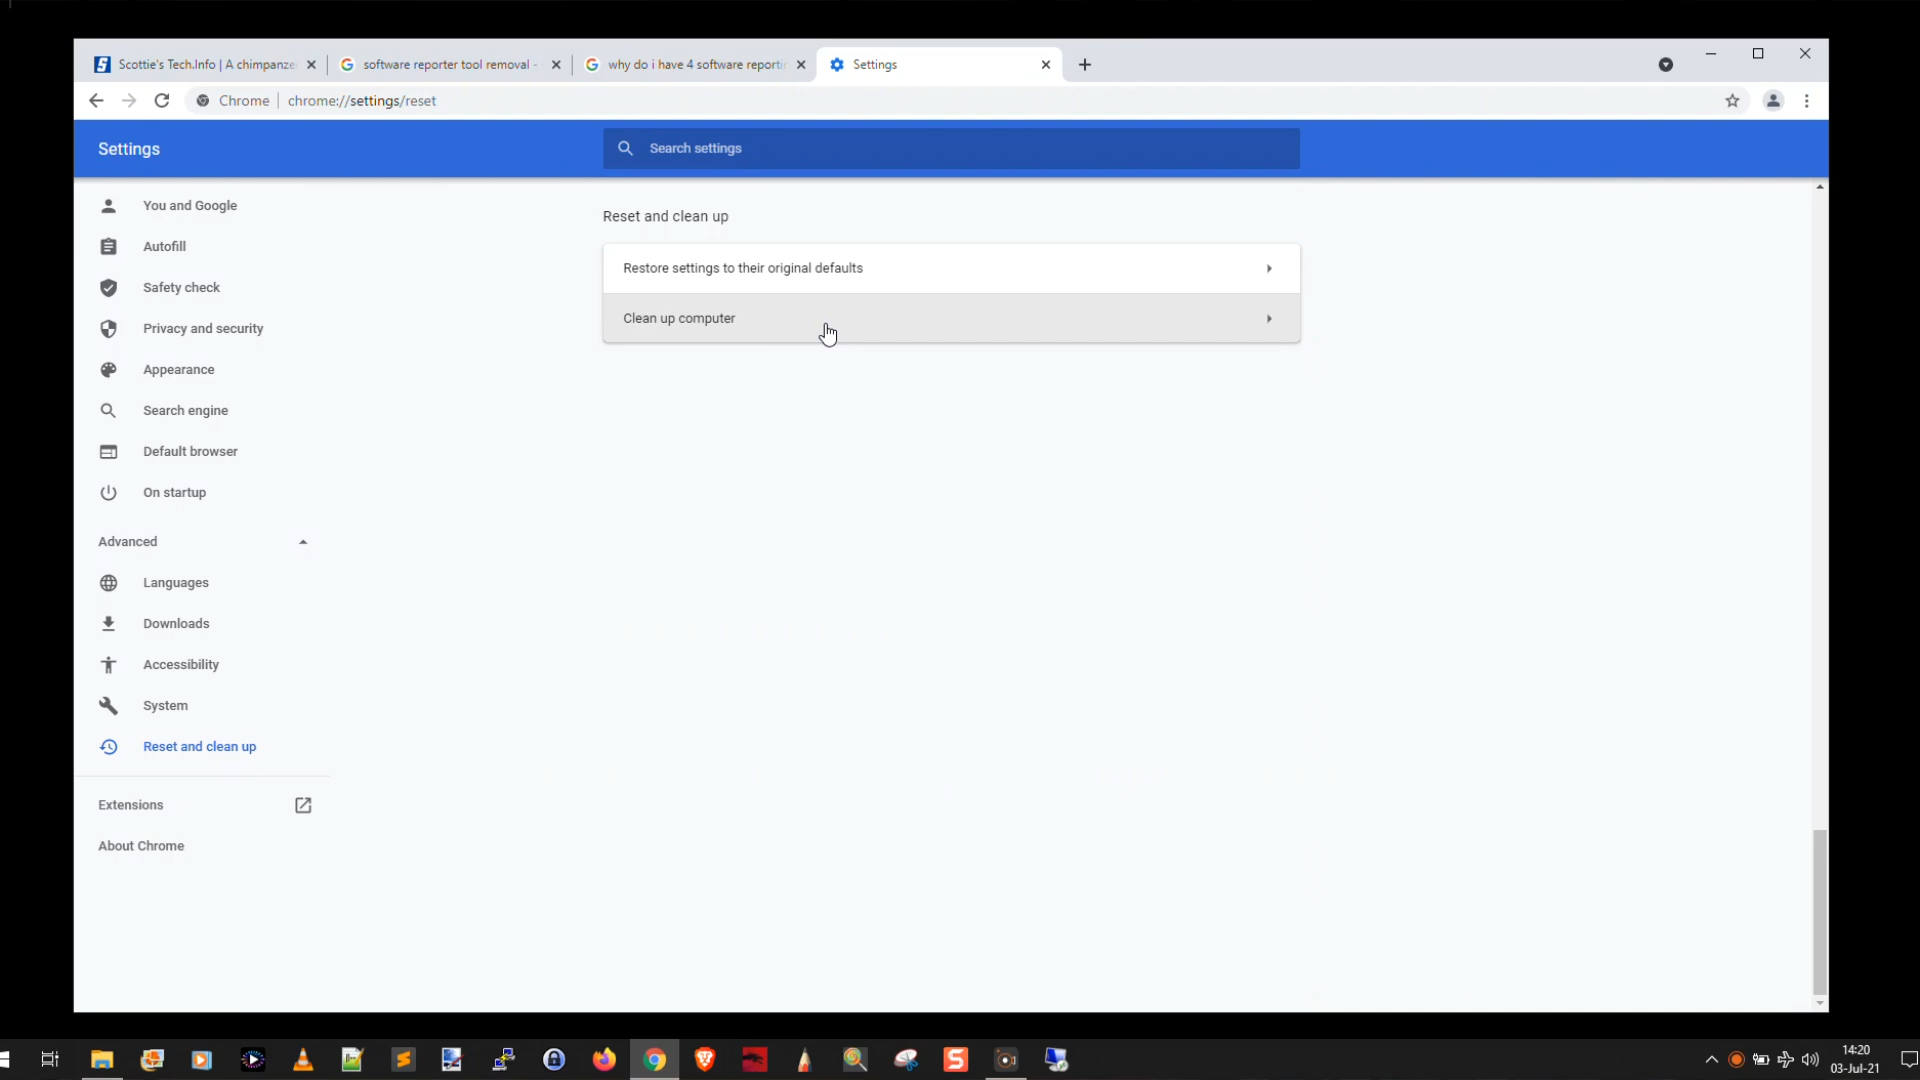 Scottie's Tech.Info | A chimpanze
software reporter tool removal -
why do i have 4 software reporti
Settings
Chrome
chrome://settings/reset
Settings
Search settings
You and Google
Autofill
Safety check
Privacy and security
Appearance
Search engine
Default browser
On startup
Advanced
Languages
Downloads
Accessibility
System
Reset and clean up
Extensions
About Chrome
Reset and clean up
Restore settings to their original defaults
Clean up computer
14:20
03-Jul-21